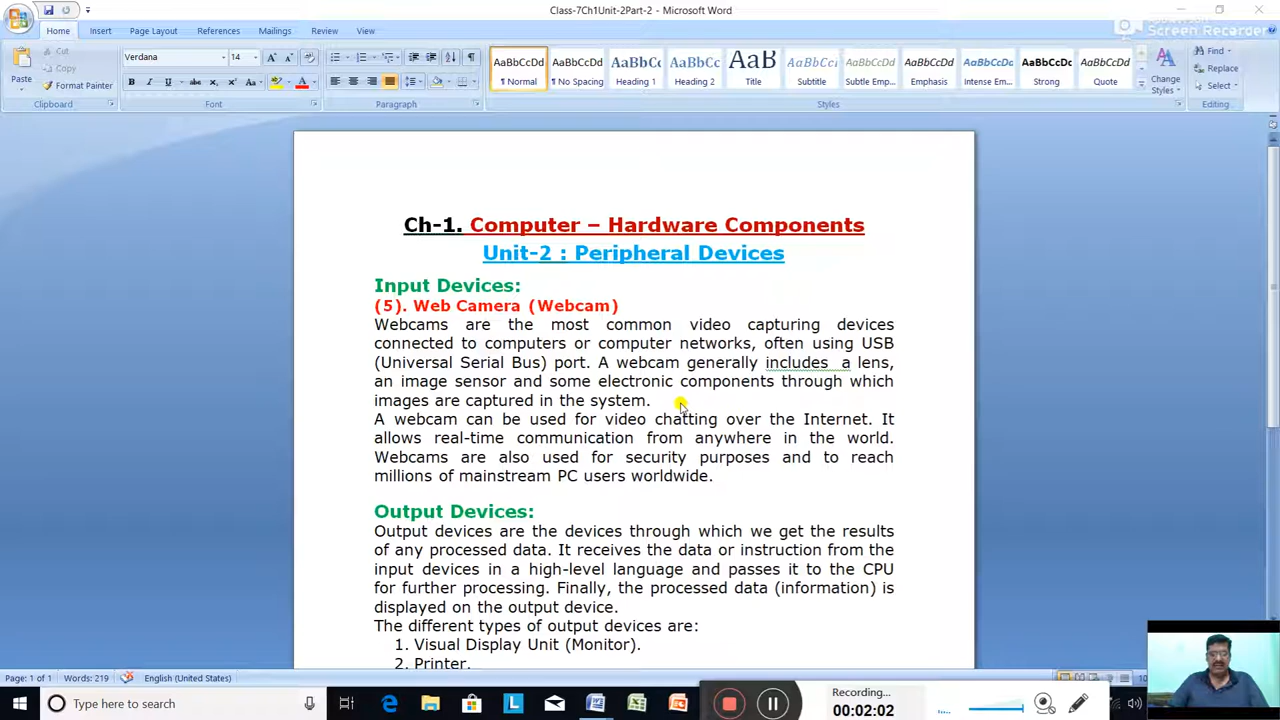 Class-7Ch1Unit-2Part-2 - Microsoft Word
Home Insert Page Layout References Mailings Review View
Screen Recorder
Paste
Cut
Copy
Format Painter
Clipboard
Verdana 14
Font
Paragraph
AaBbCcDd AaBbCcDd AaBbCc AaBbCc AaB AaBbCcDd AaBbCcDd AaBbCcDd AaBbCcDd AaBbCcDd AaBbCcDd
¶ Normal ¶ No Spacing Heading 1 Heading 2 Title Subtitle Subtle Emp... Emphasis Intense Em... Strong Quote
Styles
Change
Styles
Find
Replace
Select
Editing
Ch-1. Computer – Hardware Components
Unit-2 : Peripheral Devices
Input Devices:
(5). Web Camera (Webcam)
Webcams are the most common video capturing devices
connected to computers or computer networks, often using USB
(Universal Serial Bus) port. A webcam generally includes a lens,
an image sensor and some electronic components through which
images are captured in the system.
A webcam can be used for video chatting over the Internet. It
allows real-time communication from anywhere in the world.
Webcams are also used for security purposes and to reach
millions of mainstream PC users worldwide.
Output Devices:
Output devices are the devices through which we get the results
of any processed data. It receives the data or instruction from the
input devices in a high-level language and passes it to the CPU
for further processing. Finally, the processed data (information) is
displayed on the output device.
The different types of output devices are:
1. Visual Display Unit (Monitor).
2. Printer.
Page: 1 of 1 Words: 219 English (United States)
Type here to search
Recording...
00:02:02